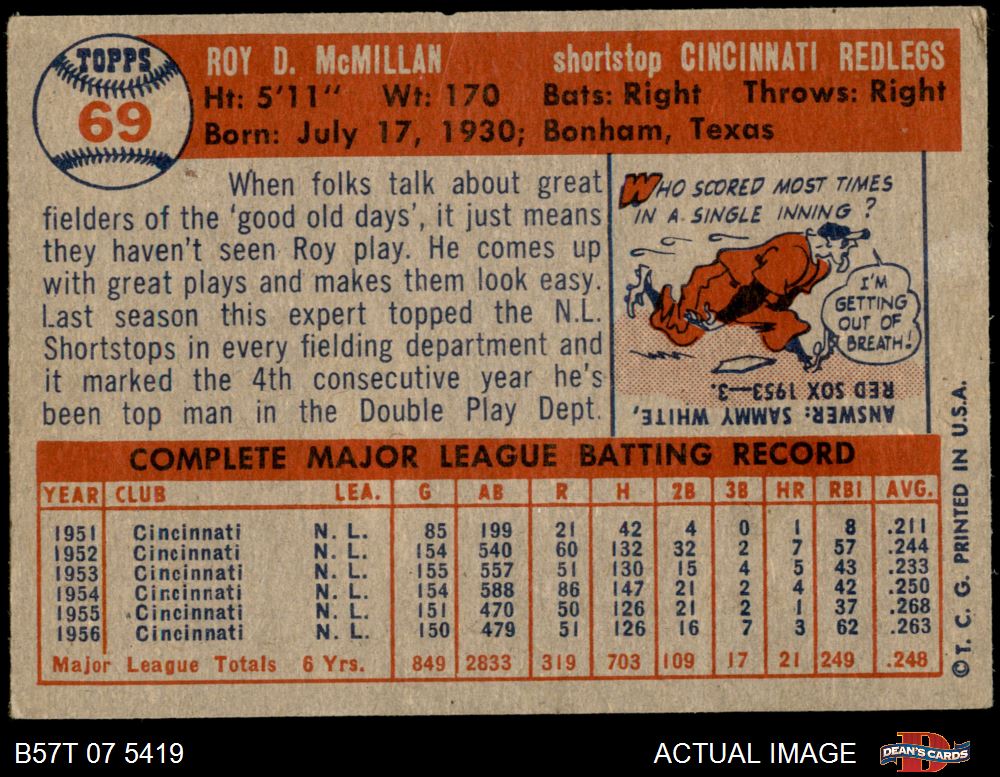 TOPPS
69
ROY D. McMILLAN shortstop CINCINNATI REDLEGS
Ht: 5'11" Wt: 170 Bats: Right Throws: Right
Born: July 17, 1930; Bonham, Texas
When folks talk about great
fielders of the 'good old days', it just means
they haven't seen Roy play. He comes up
with great plays and makes them look easy.
Last season this expert topped the N.L.
Shortstops in every fielding department and
it marked the 4th consecutive year he's
been top man in the Double Play Dept.
WHO SCORED MOST TIMES
IN A SINGLE INNING?
I'M
GETTING
OUT OF
BREATH!
ANSWER: SAMMY WHITE,
RED SOX 1953—3.
COMPLETE MAJOR LEAGUE BATTING RECORD
YEAR CLUB LEA. G AB R H 2B 3B HR RBI AVG.
1951 Cincinnati N. L. 85 199 21 42 4 0 1 8 .211
1952 Cincinnati N. L. 154 540 60 132 32 2 7 57 .244
1953 Cincinnati N. L. 155 557 51 130 15 4 5 43 .233
1954 Cincinnati N. L. 154 588 86 147 21 2 4 42 .250
1955 Cincinnati N. L. 151 470 50 126 21 2 1 37 .268
1956 Cincinnati N. L. 150 479 51 126 16 7 3 62 .263
Major League Totals 6 Yrs. 849 2833 319 703 109 17 21 249 .248
©T. C. G. PRINTED IN U.S.A.
B57T 07 5419 ACTUAL IMAGE DEAN'S CARDS